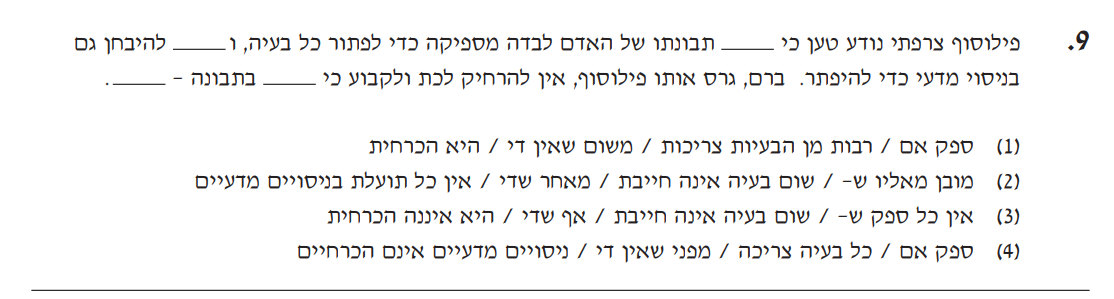 9. פילוסוף צרפתי נודע טען כי _____ תבונתו של האדם לבדה מספיקה כדי לפתור כל בעיה, ו _____ להיבחן גם
בניסוי מדעי כדי להיפתר. ברם, גרס אותו פילוסוף, אין להרחיק לכת ולקבוע כי _____ בתבונה – _____.
(1) ספק אם / רבות מן הבעיות צריכות / משום שאין די / היא הכרחית
(2) מובן מאליו ש- / שום בעיה אינה חייבת / מאחר שדי / אין כל תועלת בניסויים מדעיים
(3) אין כל ספק ש- / שום בעיה אינה חייבת / אף שדי / היא איננה הכרחית
(4) ספק אם / כל בעיה צריכה / מפני שאין די / ניסויים מדעיים אינם הכרחיים